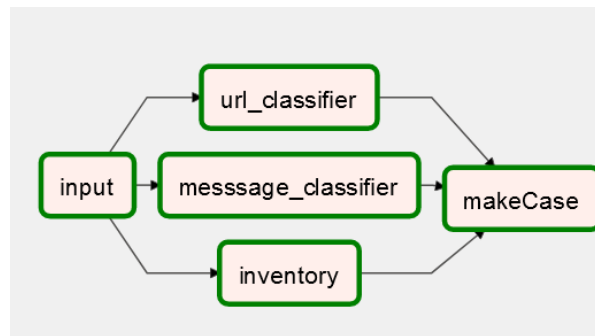 url_classifier
input
messsage_classifier
makeCase
inventory